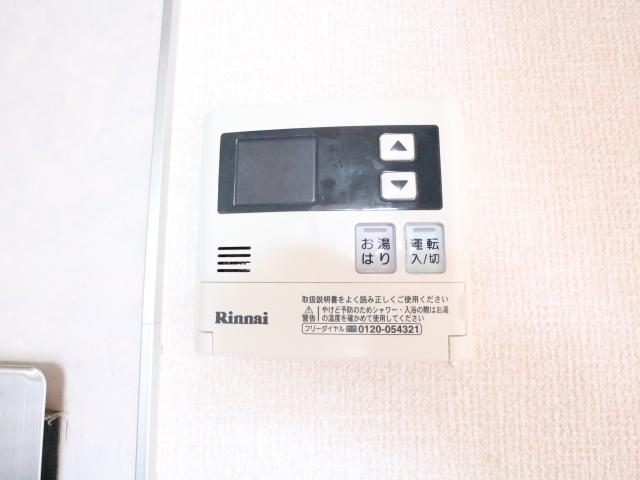 お湯
はり
運転
入/切
Rinnai
取扱説明書をよく読み正しくご使用ください
やけど予防のためシャワー・入浴の際はお湯
警告 の温度を確かめて使用してください
フリーダイヤル 0120-054321